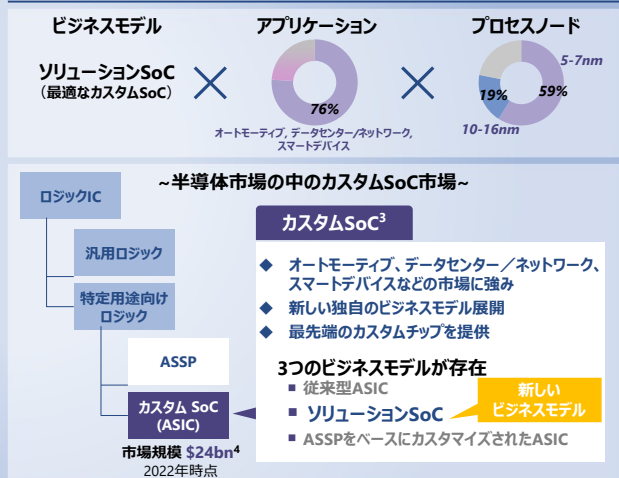 ビジネスモデル
アプリケーション
プロセスノード
ソリューションSoC
（最適なカスタムSoC）
76%
オートモーティブ, データセンター/ネットワーク,
スマートデバイス
5-7nm
59%
19%
10-16nm
~半導体市場の中のカスタムSoC市場~
ロジックIC
汎用ロジック
特定用途向け
ロジック
ASSP
カスタム SoC
(ASIC)
市場規模 $24bn⁴
2022年時点
カスタムSoC³
◆ オートモーティブ、データセンター／ネットワーク、
スマートデバイスなどの市場に強み
◆ 新しい独自のビジネスモデル展開
◆ 最先端のカスタムチップを提供
3つのビジネスモデルが存在
■ 従来型ASIC
■ ソリューションSoC
■ ASSPをベースにカスタマイズされたASIC
新しい
ビジネスモデル